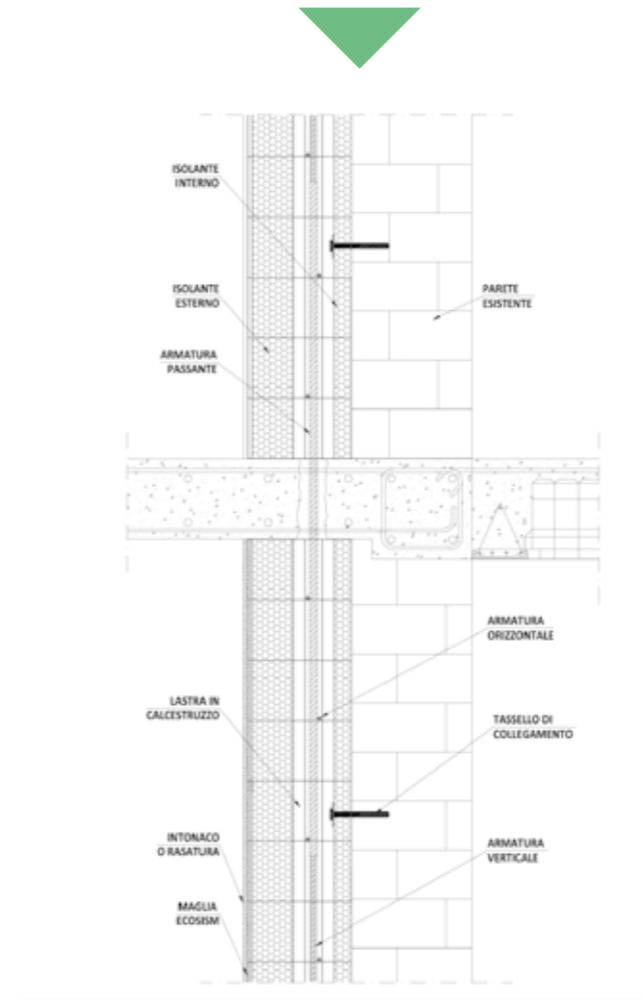 ISOLANTE
INTERNO
ISOLANTE
ESTERNO
PARETE
ESISTENTE
ARMATURA
PASSANTE
ARMATURA
ORIZZONTALE
LASTRA IN
CALCESTRUZZO
TASSELLO DI
COLLEGAMENTO
INTONACO
O RASATURA
ARMATURA
VERTICALE
MAGLIA
ECOSISM